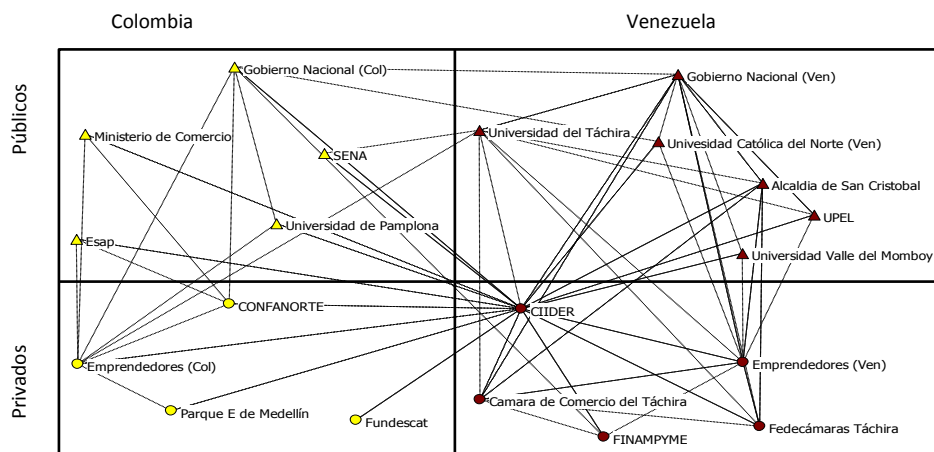 Colombia
Venezuela
Públicos
Gobierno Nacional (Col)
Gobierno Nacional (Ven)
Ministerio de Comercio
Universidad del Táchira
SENA
Univesidad Católica del Norte (Ven)
Alcaldia de San Cristobal
Universidad de Pamplona
UPEL
Esap
Universidad Valle del Momboy
Privados
CONFANORTE
CIIDER
Emprendedores (Col)
Emprendedores (Ven)
Parque E de Medellín
Camara de Comercio del Táchira
Fundescat
Fedecámaras Táchira
FINAMPYME